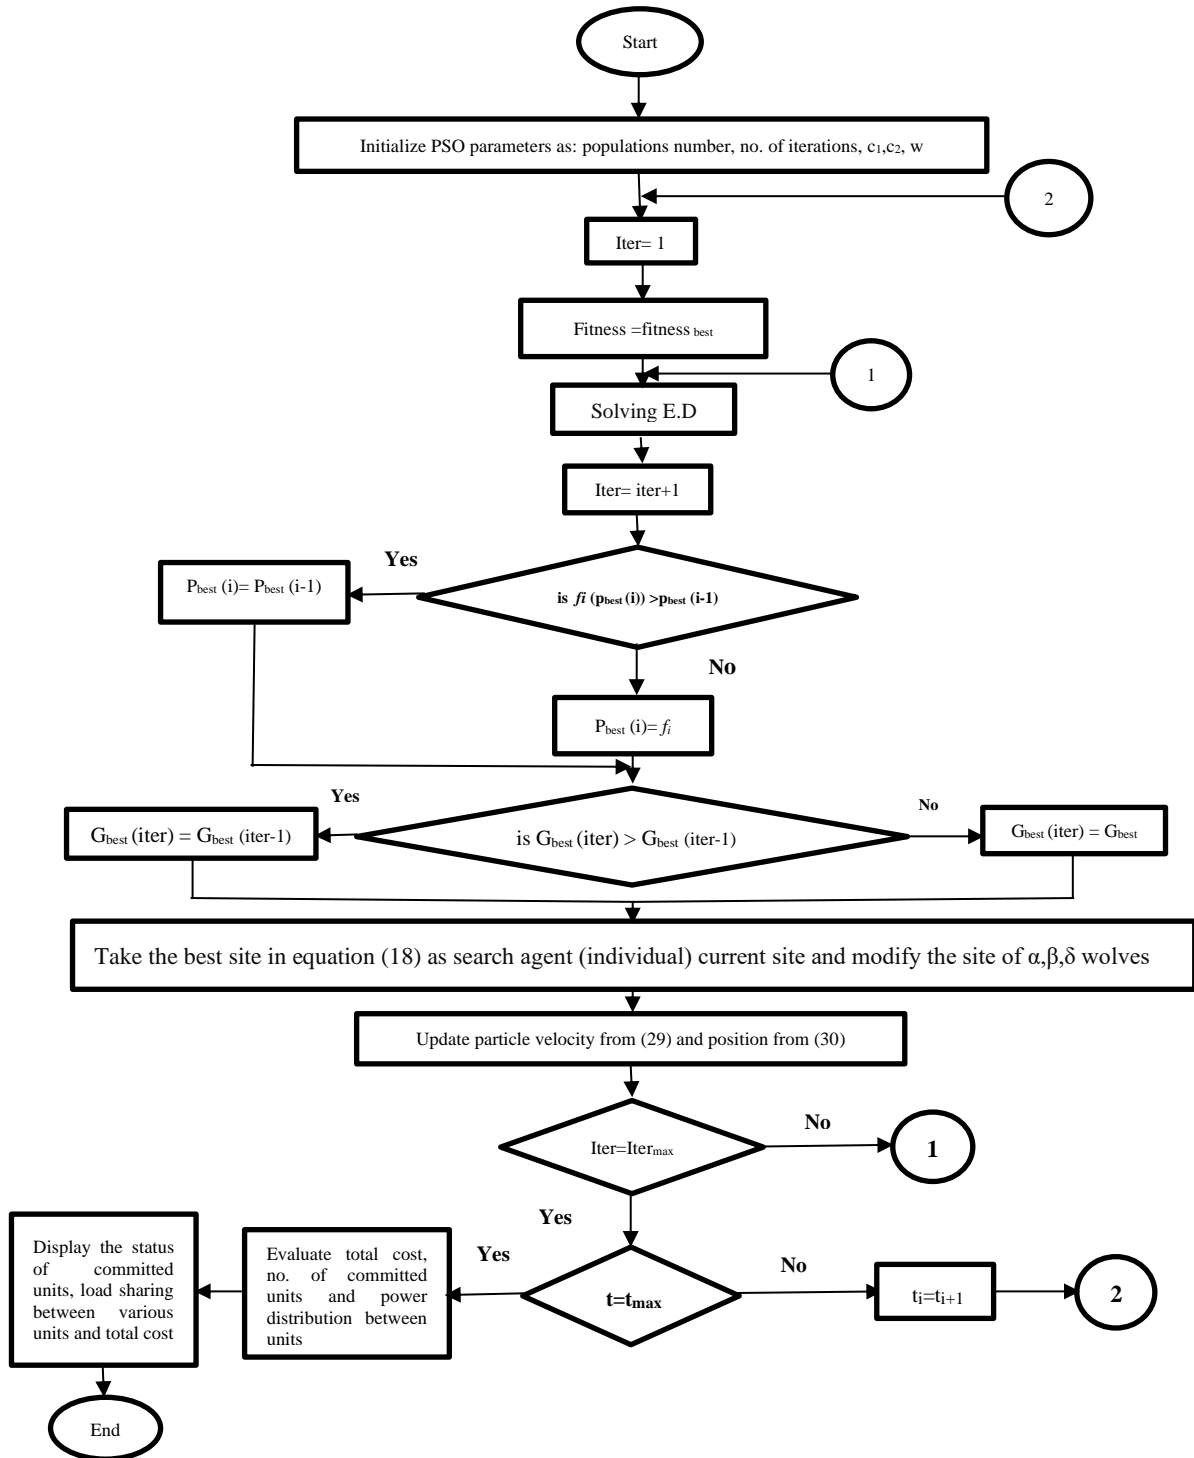 Start
Initialize PSO parameters as: populations number, no. of iterations, c₁,c₂, w
2
Iter= 1
Fitness =fitness best
1
Solving E.D
Iter= iter+1
Yes
Pbest (i)= Pbest (i-1)
is fi (pbest (i)) >pbest (i-1)
No
Pbest (i)= fi
Yes
No
Gbest (iter) = Gbest (iter-1)
is Gbest (iter) > Gbest (iter-1)
Gbest (iter) = Gbest
Take the best site in equation (18) as search agent (individual) current site and modify the site of α,β,δ wolves
Update particle velocity from (29) and position from (30)
No
Iter=Itermax
1
Yes
Display the status
of committed
units, load sharing
between various
units and total cost
Evaluate total cost,
no. of committed
units and power
distribution between
units
Yes
t=tmax
No
ti=ti+1
2
End